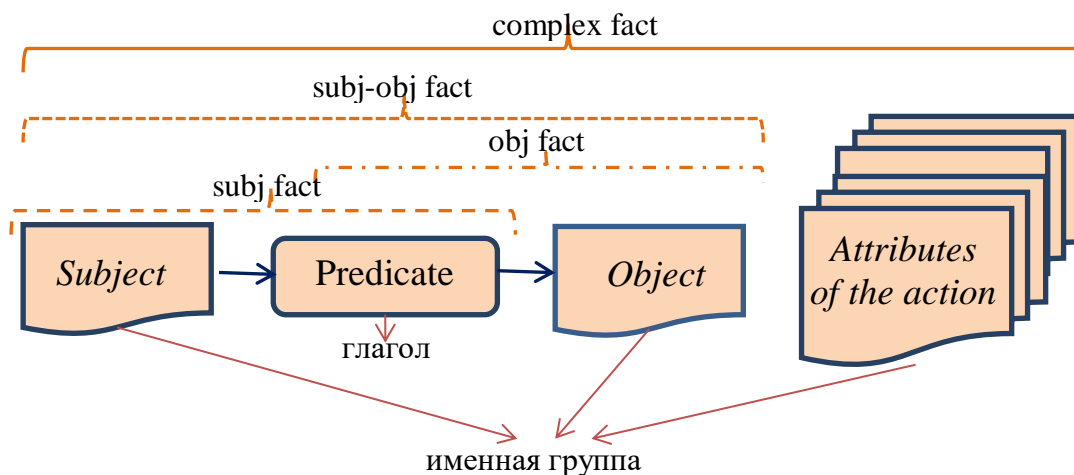 complex fact
subj-obj fact
obj fact
subj fact
Subject
Predicate
Object
Attributes
of the action
глагол
именная группа